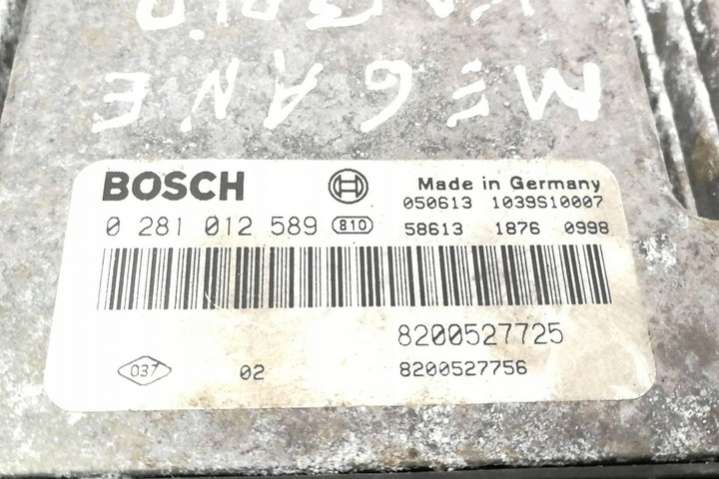 MEGANE
BOSCH Made in Germany
050613 1039S10007
0 281 012 589 810 58613 1876 0998
8200527725
037 02 8200527756